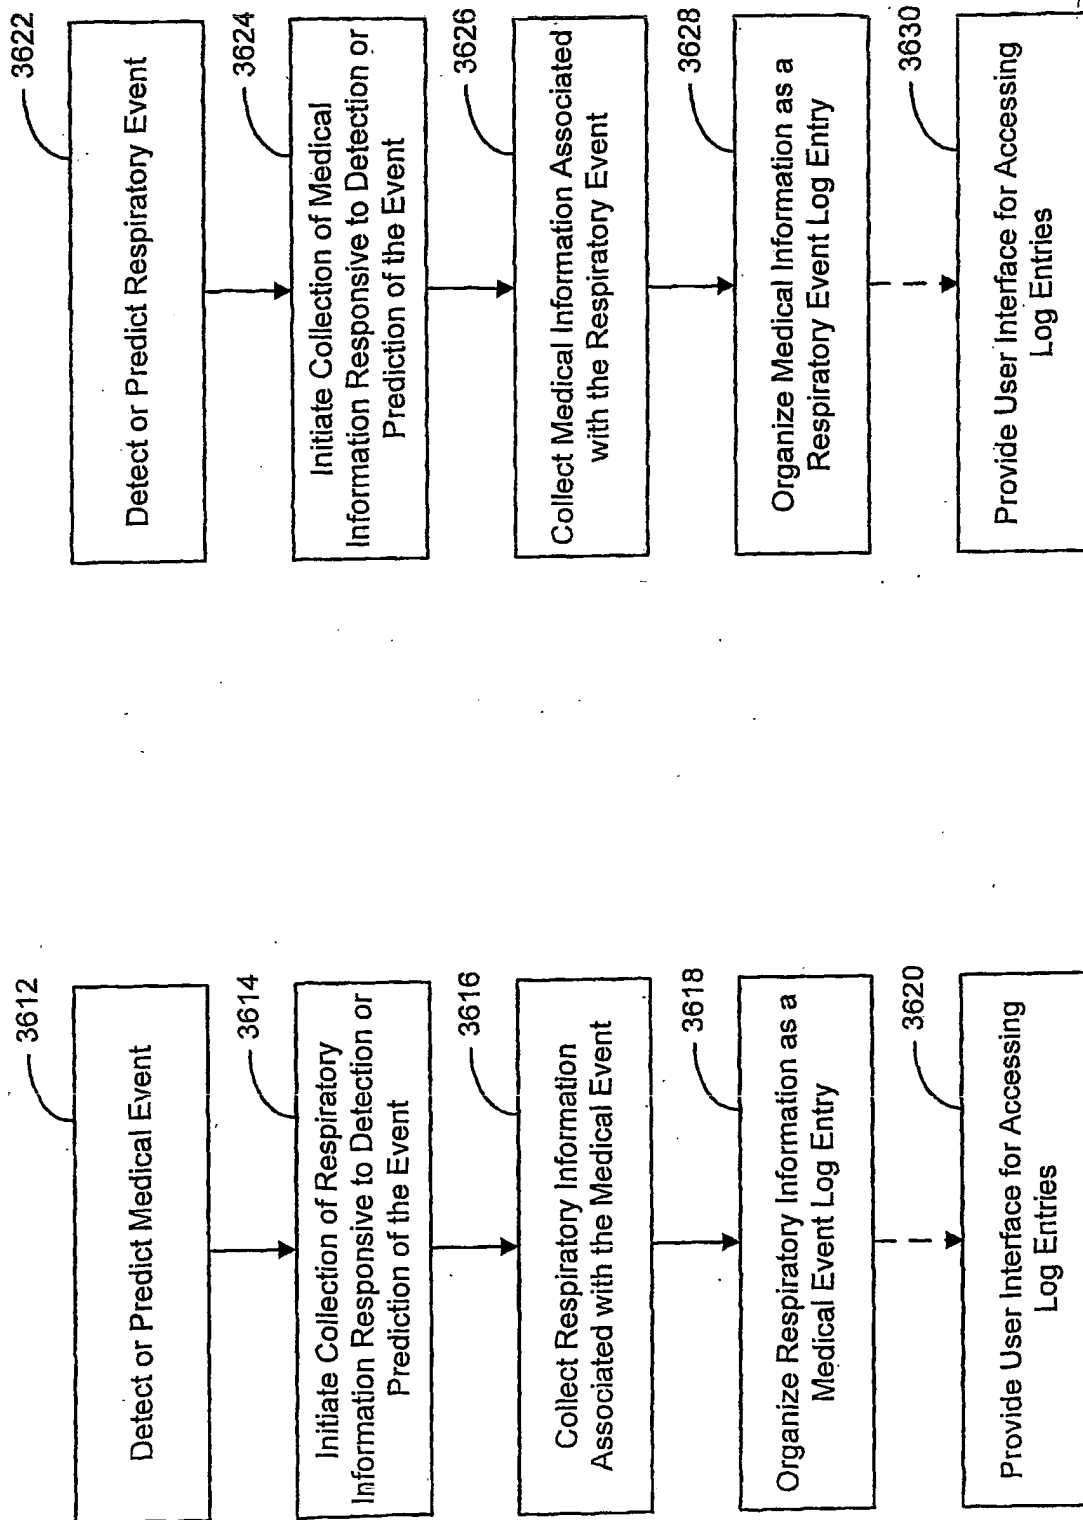 3612
Detect or Predict Medical Event
3614
Initiate Collection of Respiratory
Information Responsive to Detection or
Prediction of the Event
3616
Collect Respiratory Information
Associated with the Medical Event
3618
Organize Respiratory Information as a
Medical Event Log Entry
3620
Provide User Interface for Accessing
Log Entries
3622
Detect or Predict Respiratory Event
3624
Initiate Collection of Medical
Information Responsive to Detection or
Prediction of the Event
3626
Collect Medical Information Associated
with the Respiratory Event
3628
Organize Medical Information as a
Respiratory Event Log Entry
3630
Provide User Interface for Accessing
Log Entries